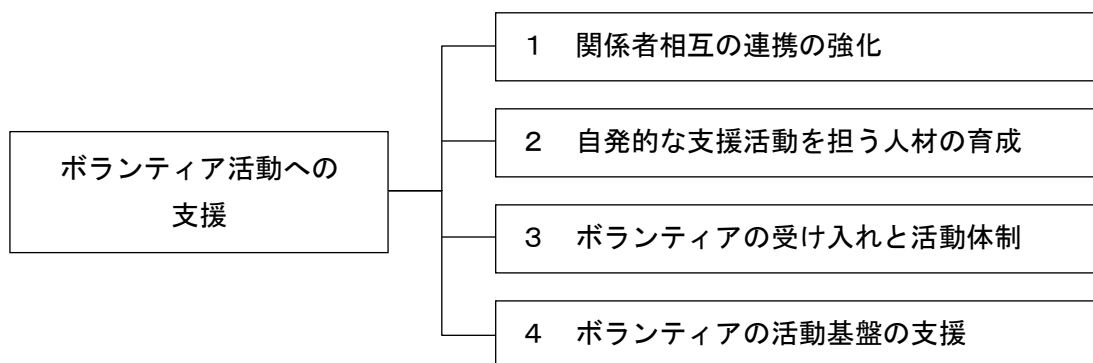 ボランティア活動への
支援
１　関係者相互の連携の強化
２　自発的な支援活動を担う人材の育成
３　ボランティアの受け入れと活動体制
４　ボランティアの活動基盤の支援